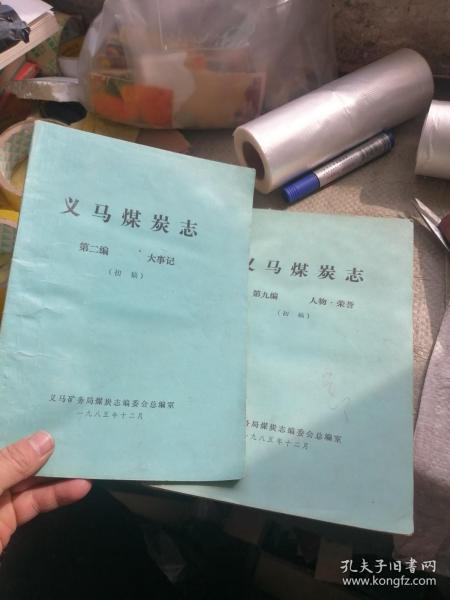 义马煤炭志
第二编 · 大事记
(初稿)
义马矿务局煤炭志编委会总编室
一九八五年十二月
义马煤炭志
第九编 人物·荣誉
(初稿)
务局煤炭志编委会总编室
九八五年十二月
孔夫子旧书网
www.kongfz.com